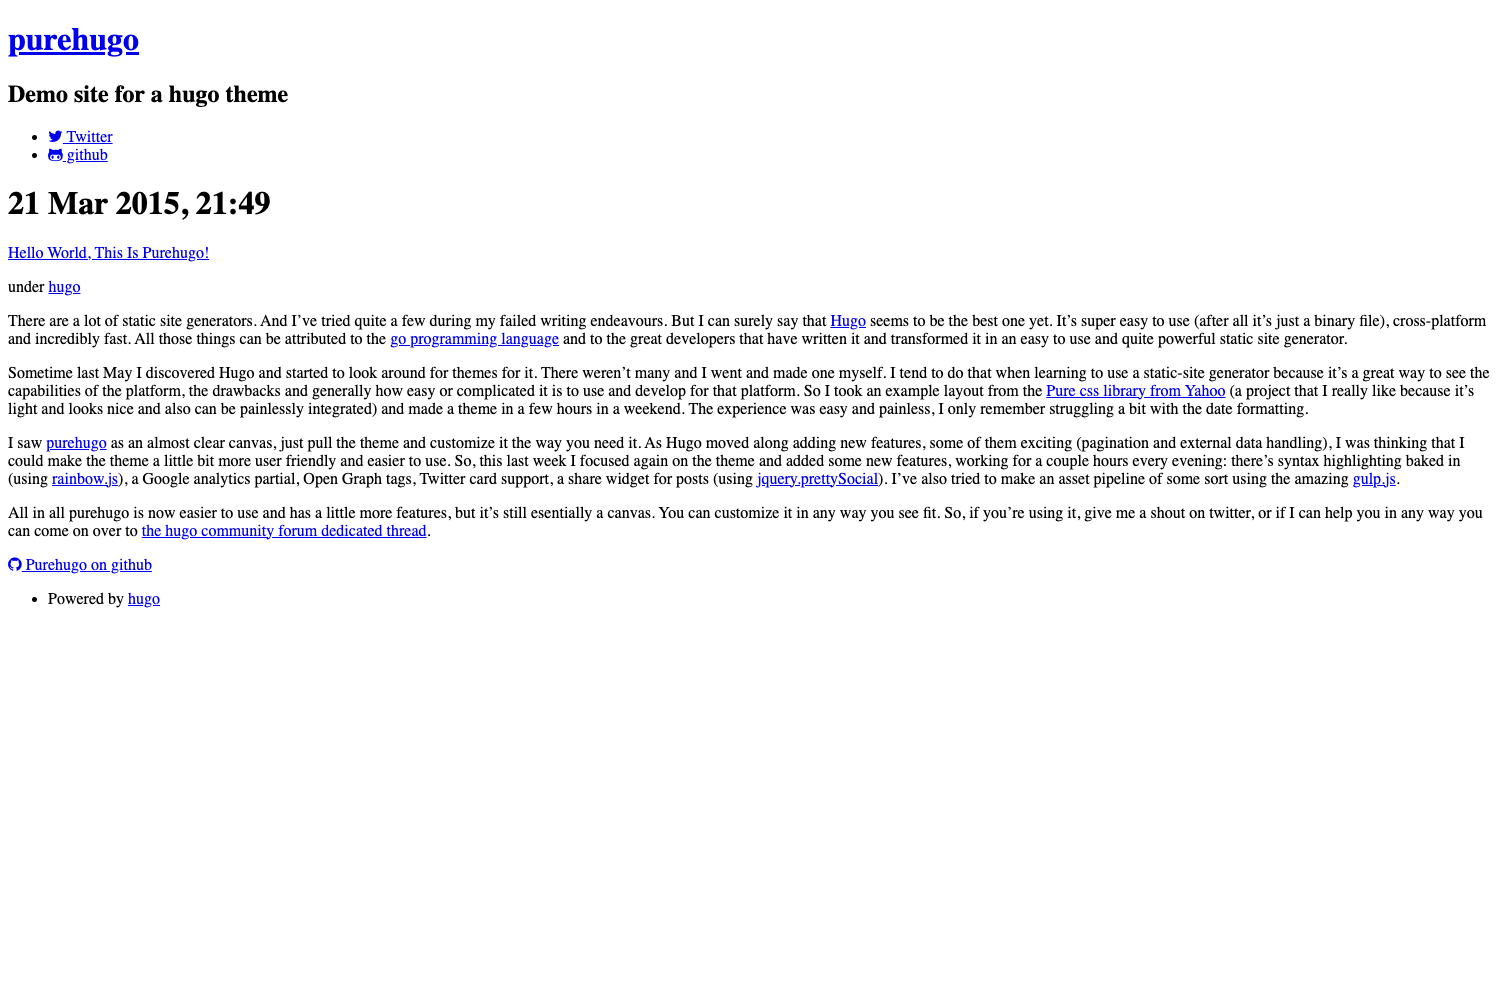 purehugo
Demo site for a hugo theme
Twitter
github
21 Mar 2015, 21:49
Hello World, This Is Purehugo!
under hugo
There are a lot of static site generators. And I’ve tried quite a few during my failed writing endeavours. But I can surely say that Hugo seems to be the best one yet. It’s super easy to use (after all it’s just a binary file), cross-platform
and incredibly fast. All those things can be attributed to the go programming language and to the great developers that have written it and transformed it in an easy to use and quite powerful static site generator.
Sometime last May I discovered Hugo and started to look around for themes for it. There weren’t many and I went and made one myself. I tend to do that when learning to use a static-site generator because it’s a great way to see the
capabilities of the platform, the drawbacks and generally how easy or complicated it is to use and develop for that platform. So I took an example layout from the Pure css library from Yahoo (a project that I really like because it’s
light and looks nice and also can be painlessly integrated) and made a theme in a few hours in a weekend. The experience was easy and painless, I only remember struggling a bit with the date formatting.
I saw purehugo as an almost clear canvas, just pull the theme and customize it the way you need it. As Hugo moved along adding new features, some of them exciting (pagination and external data handling), I was thinking that I
could make the theme a little bit more user friendly and easier to use. So, this last week I focused again on the theme and added some new features, working for a couple hours every evening: there’s syntax highlighting baked in
(using rainbow.js), a Google analytics partial, Open Graph tags, Twitter card support, a share widget for posts (using jquery.prettySocial). I’ve also tried to make an asset pipeline of some sort using the amazing gulp.js.
All in all purehugo is now easier to use and has a little more features, but it’s still esentially a canvas. You can customize it in any way you see fit. So, if you’re using it, give me a shout on twitter, or if I can help you in any way you
can come on over to the hugo community forum dedicated thread.
Purehugo on github
Powered by hugo